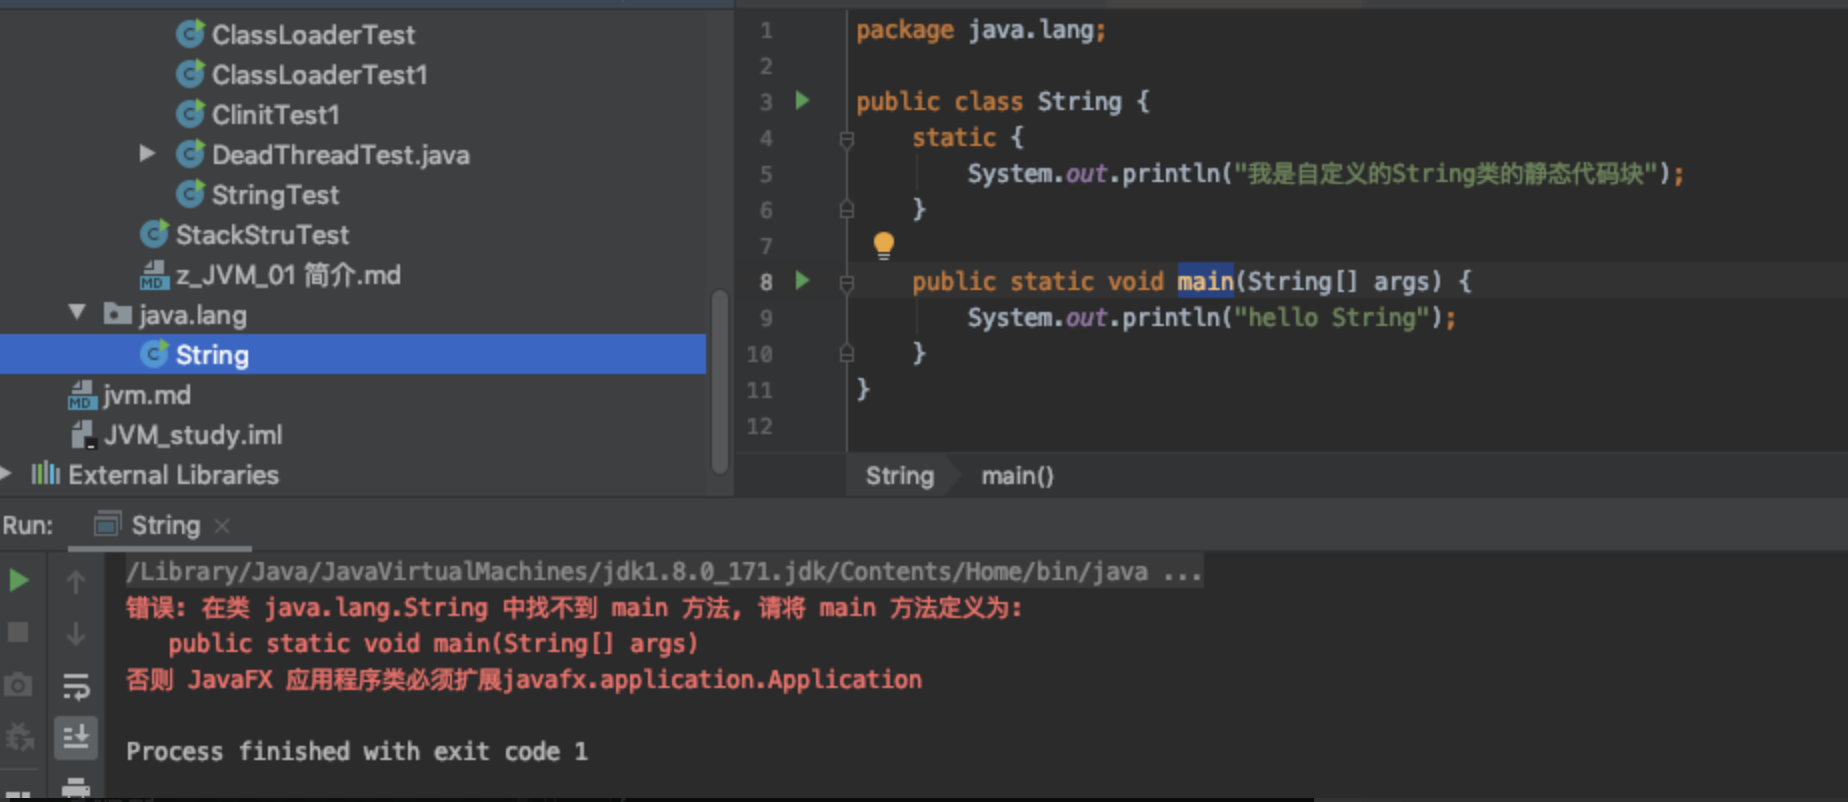 ClassLoaderTest
ClassLoaderTest1
ClinitTest1
DeadThreadTest.java
StringTest
StackStruTest
z_JVM_01 简介.md
java.lang
String
jvm.md
JVM_study.iml
External Libraries
1 package java.lang;
2
3 public class String {
4 static {
5 System.out.println("我是自定义的String类的静态代码块");
6 }
7
8 public static void main(String[] args) {
9 System.out.println("hello String");
10 }
11 }
12
String main()
Run: String
/Library/Java/JavaVirtualMachines/jdk1.8.0_171.jdk/Contents/Home/bin/java ...
错误: 在类 java.lang.String 中找不到 main 方法, 请将 main 方法定义为:
public static void main(String[] args)
否则 JavaFX 应用程序类必须扩展javafx.application.Application
Process finished with exit code 1